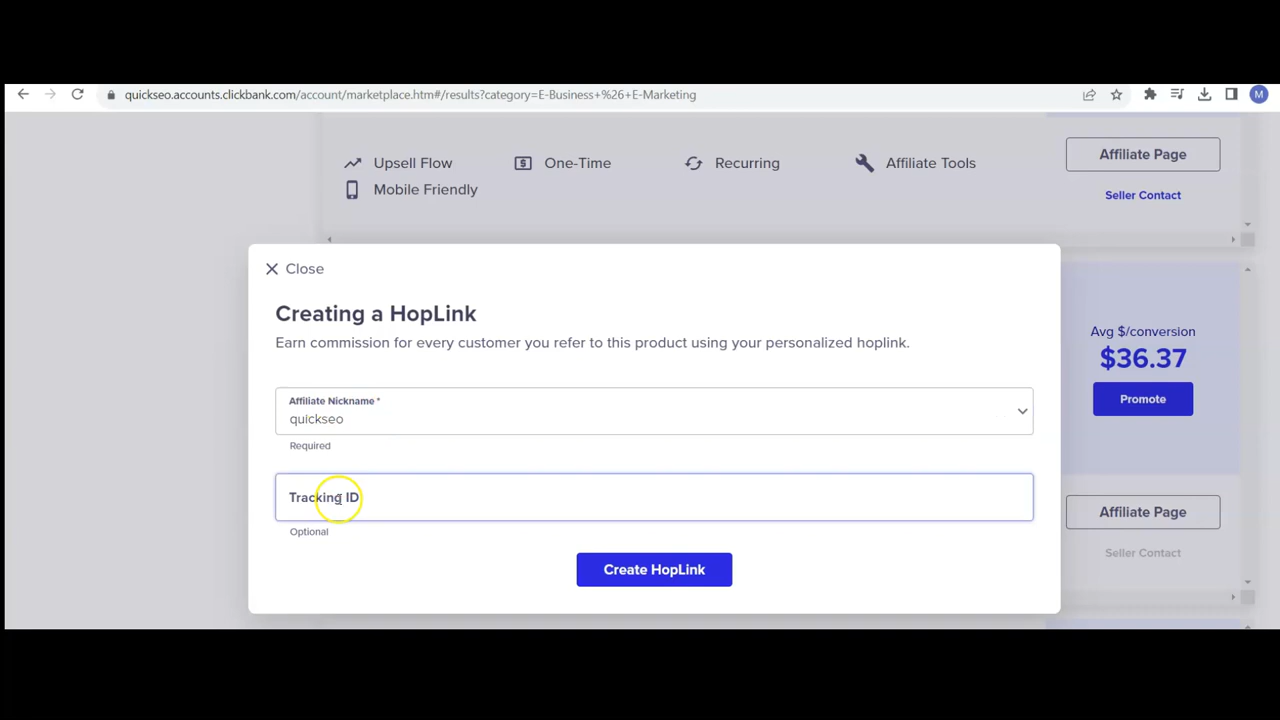 quickseo.accounts.clickbank.com/account/marketplace.htm#/results?category=E-Business+%26+E-Marketing
M
Upsell Flow
One-Time
Recurring
Affiliate Tools
Mobile Friendly
Affiliate Page
Seller Contact
Close
Creating a HopLink
Earn commission for every customer you refer to this product using your personalized hoplink.
Affiliate Nickname *
quickseo
Required
Tracking ID
Optional
Create HopLink
Avg $/conversion
$36.37
Promote
Affiliate Page
Seller Contact